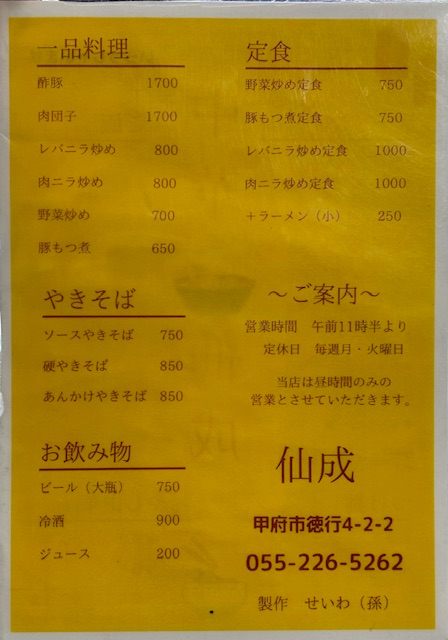 一品料理
酢豚 1700
肉団子 1700
レバニラ炒め 800
肉ニラ炒め 800
野菜炒め 700
豚もつ煮 650
やきそば
ソースやきそば 750
硬やきそば 850
あんかけやきそば 850
お飲み物
ビール（大瓶） 750
冷酒 900
ジュース 200
定食
野菜炒め定食 750
豚もつ煮定食 750
レバニラ炒め定食 1000
肉ニラ炒め定食 1000
＋ラーメン（小） 250
～ご案内～
営業時間 午前11時半より
定休日 毎週月・火曜日
当店は昼時間のみの
営業とさせていただきます。
仙成
甲府市徳行4-2-2
055-226-5262
製作 せいわ（孫）